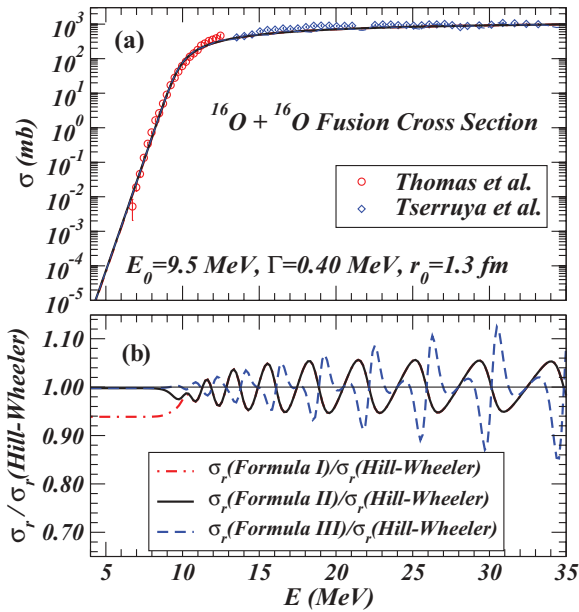 10³
10²
10¹
10⁰
10⁻¹
10⁻²
10⁻³
10⁻⁴
10⁻⁵
σ (mb)
(a)
¹⁶O + ¹⁶O Fusion Cross Section
Thomas et al.
Tserruya et al.
E₀=9.5 MeV, Γ=0.40 MeV, r₀=1.3 fm
1.10
1.00
0.90
0.80
0.70
σᵣ / σᵣ(Hill-Wheeler)
(b)
σᵣ(Formula I)/σᵣ(Hill-Wheeler)
σᵣ(Formula II)/σᵣ(Hill-Wheeler)
σᵣ(Formula III)/σᵣ(Hill-Wheeler)
5 10 15 20 25 30 35
E (MeV)